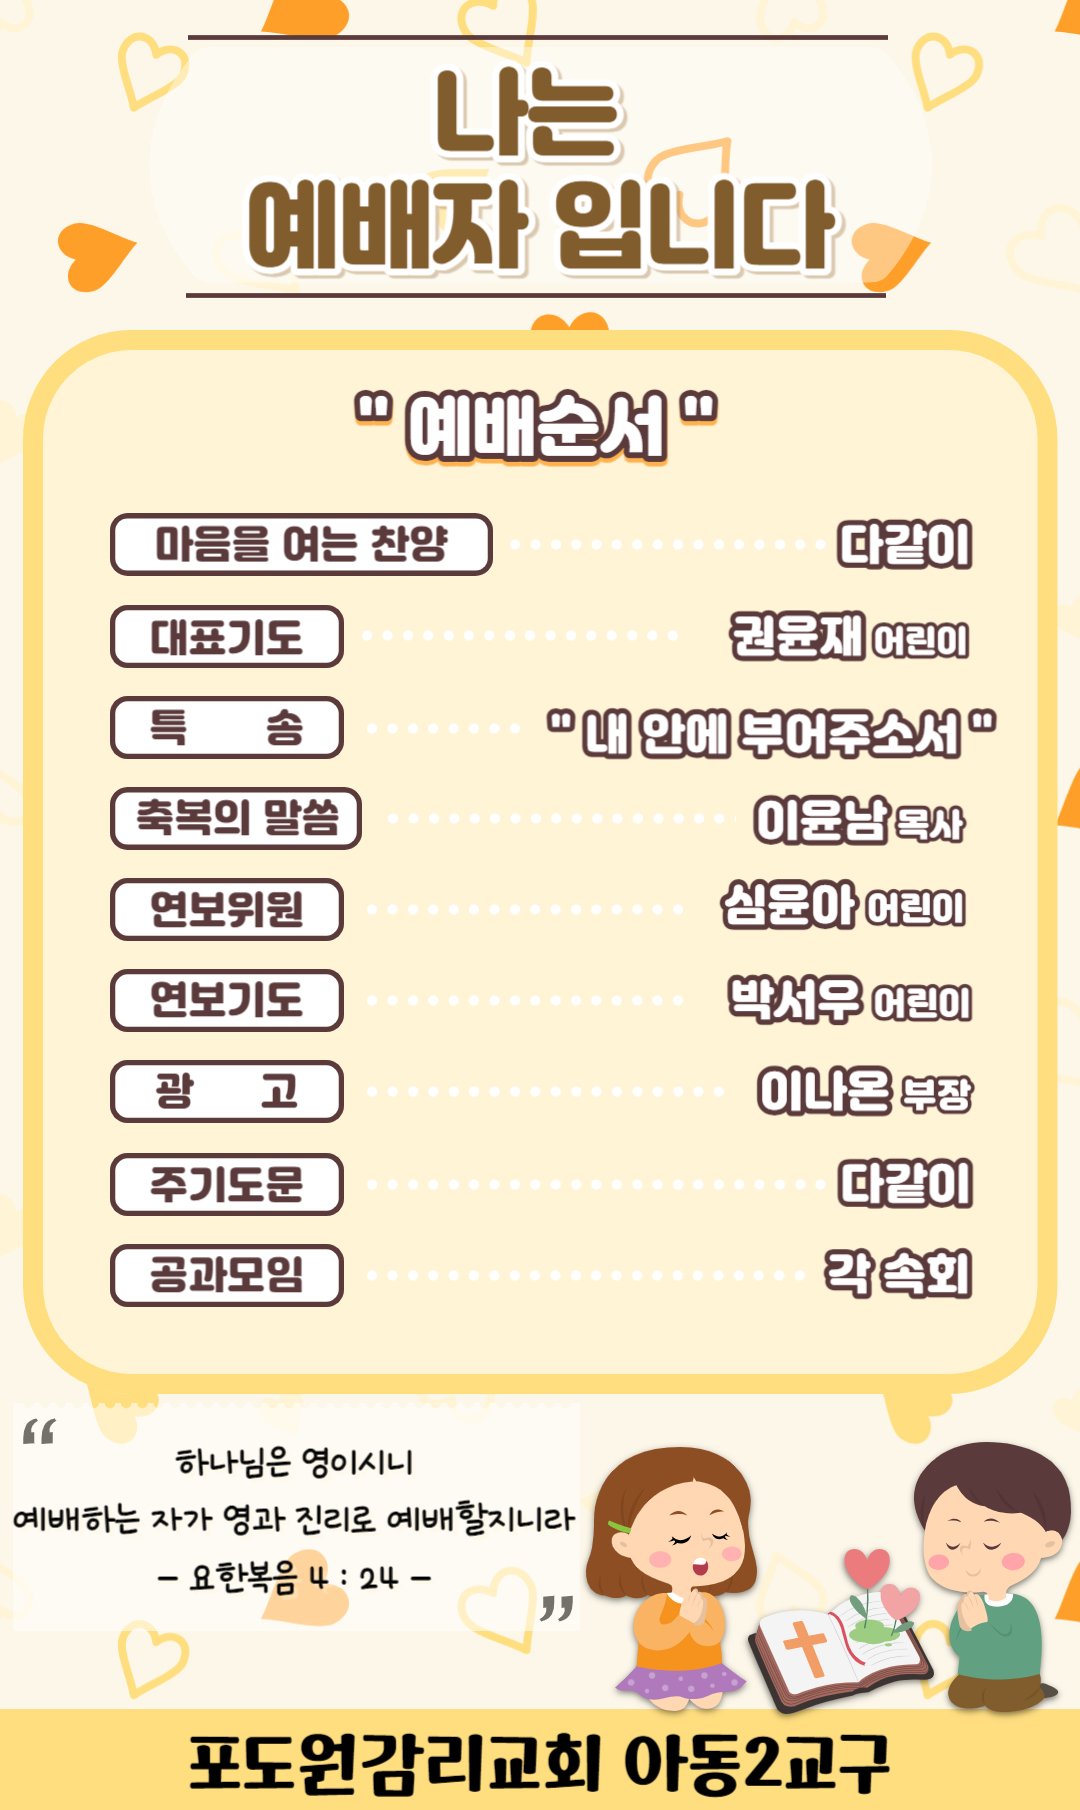 나는
예배자 입니다
" 예배순서 "
마음을 여는 찬양 다같이
대표기도 권윤재 어린이
특 송 " 내 안에 부어주소서 "
축복의 말씀 이윤남 목사
연보위원 심윤아 어린이
연보기도 박서우 어린이
광 고 이나온 부장
주기도문 다같이
공과모임 각 속회
“
하나님은 영이시니
예배하는 자가 영과 진리로 예배할지니라
- 요한복음 4 : 24 -
”
포도원감리교회 아동2교구